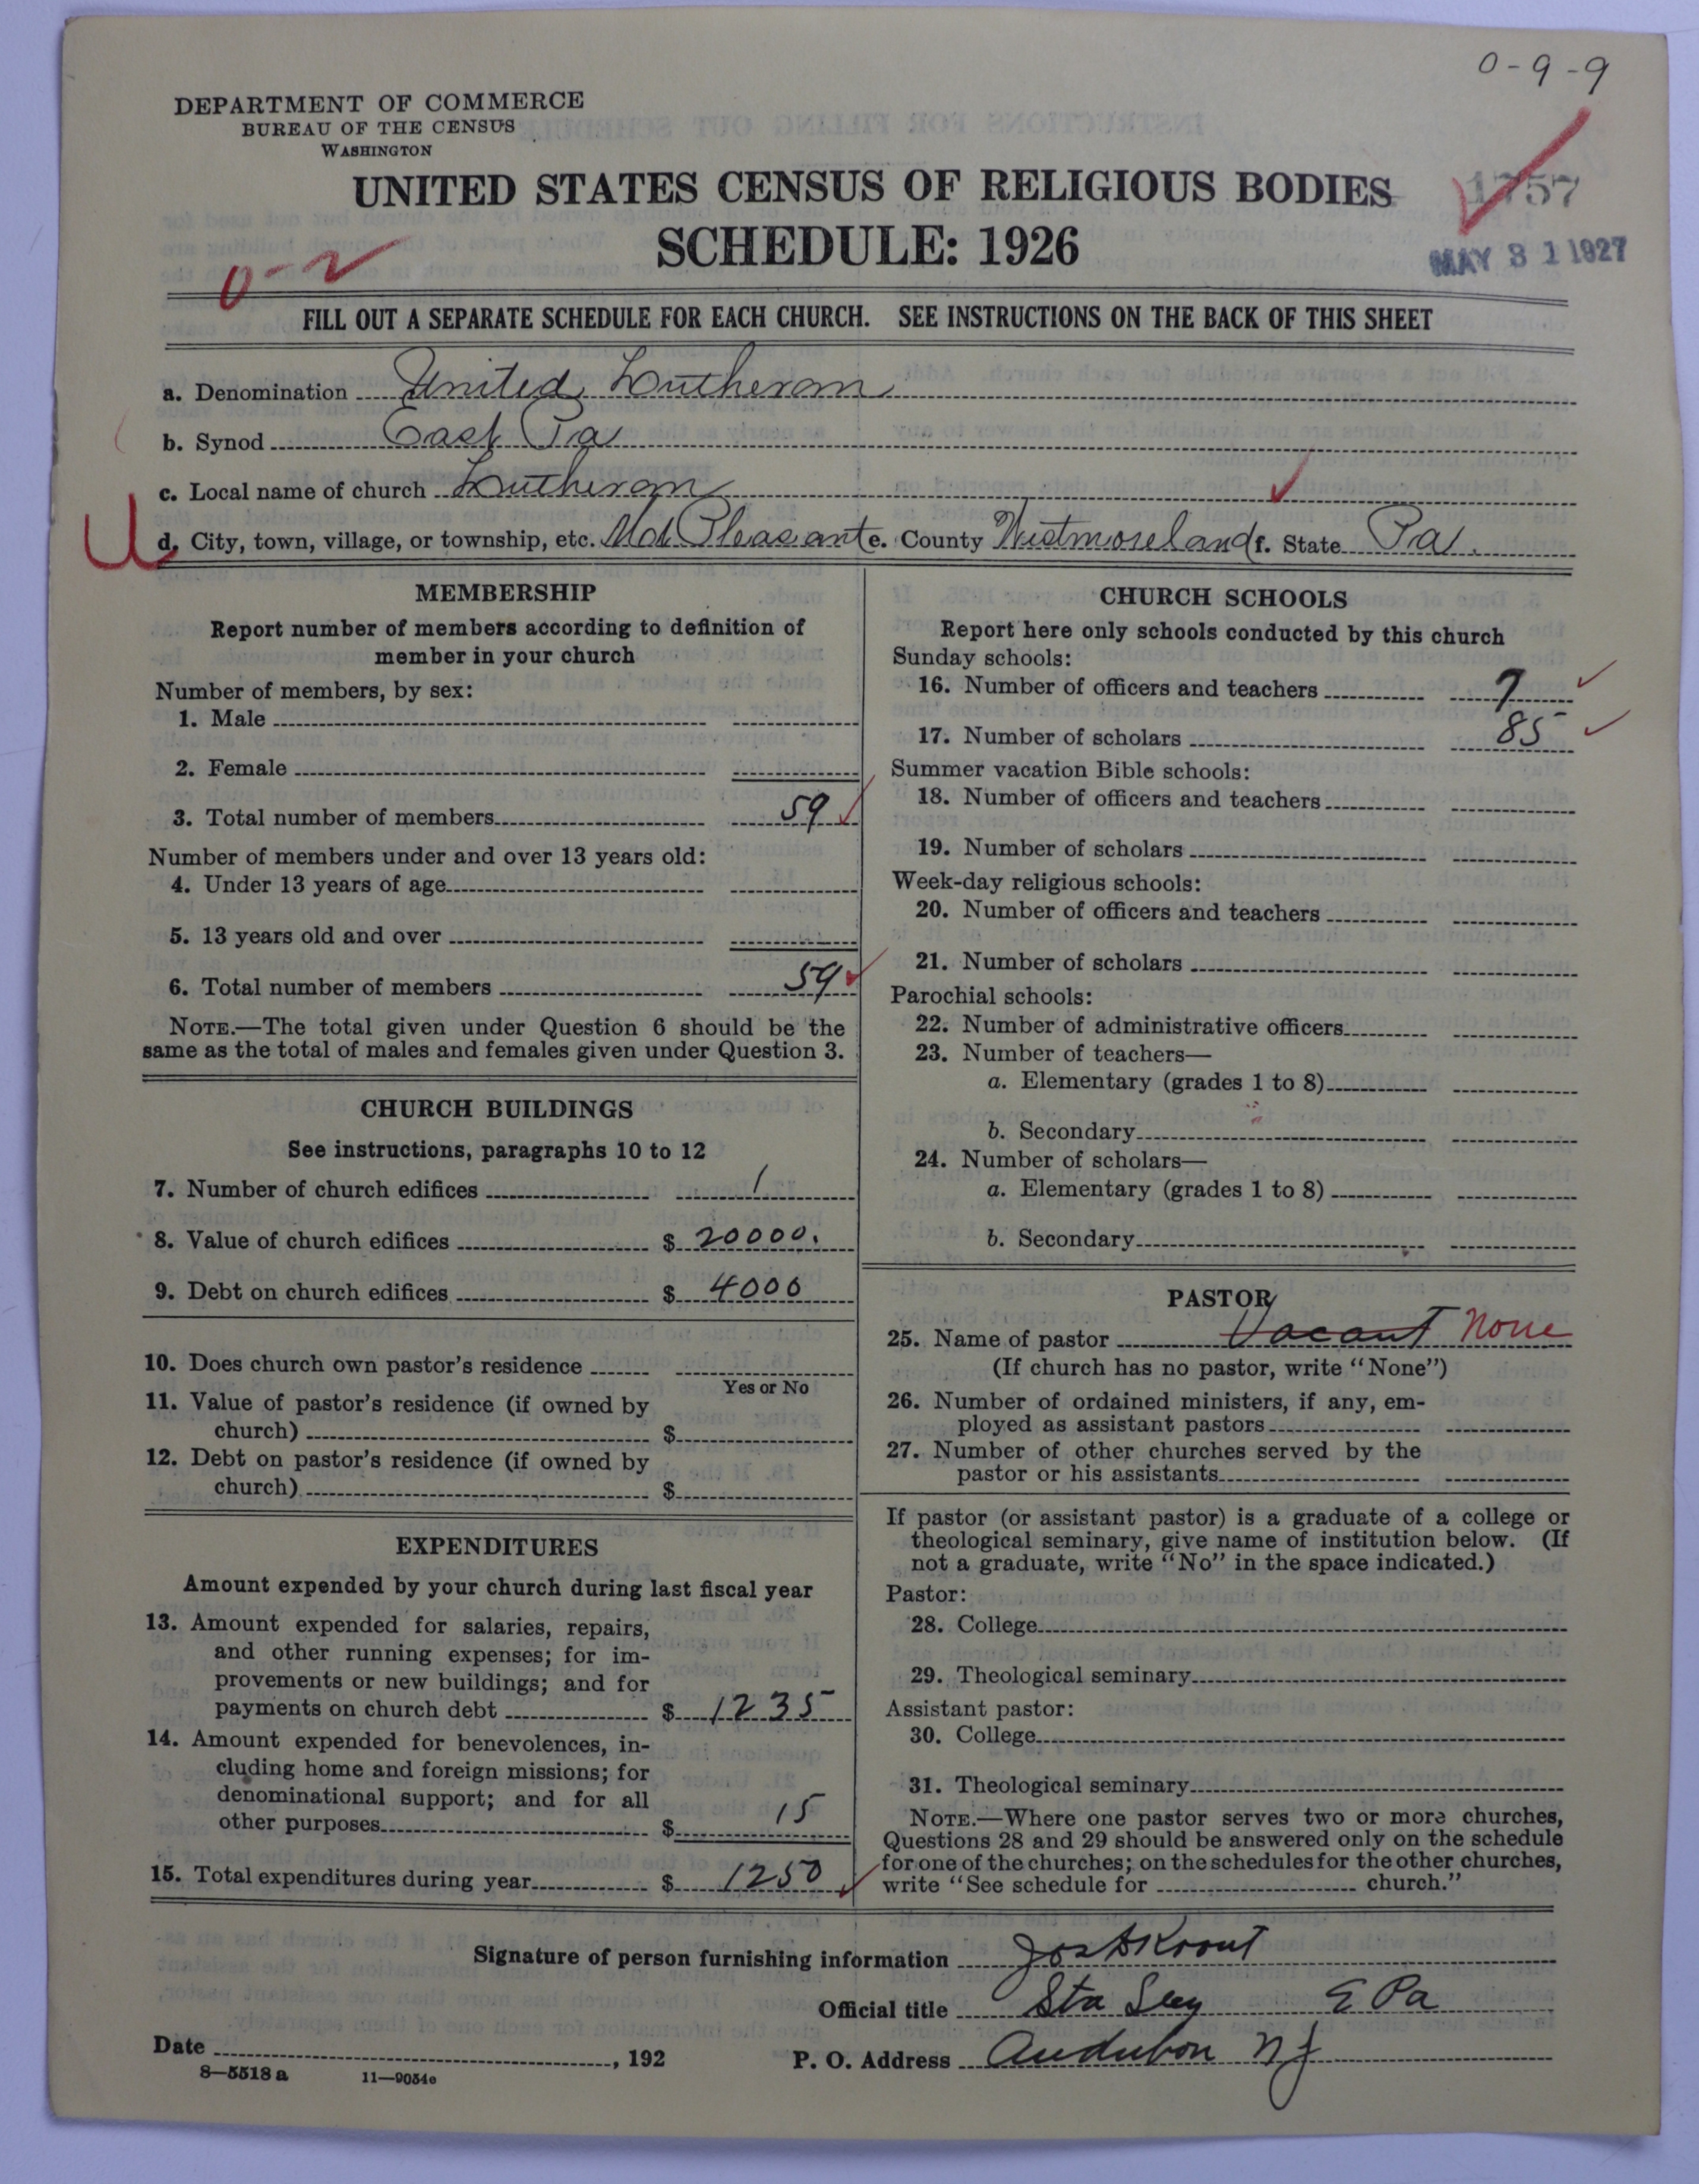 0-9-9
DEPARTMENT OF COMMERCE
BUREAU OF THE CENSUS
WASHINGTON
UNITED STATES CENSUS OF RELIGIOUS BODIES
1757
SCHEDULE: 1926
MAY 31 1927
0-2
FILL OUT A SEPARATE SCHEDULE FOR EACH CHURCH. SEE INSTRUCTIONS ON THE BACK OF THIS SHEET
a. Denomination United Lutheran
b. Synod East Pa
c. Local name of church Lutheran
U
d. City, town, village, or township, etc. Mt Pleasant e. County Westmoreland f. State Pa.
MEMBERSHIP
Report number of members according to definition of
member in your church
Number of members, by sex:
1. Male
2. Female
3. Total number of members 59
Number of members under and over 13 years old:
4. Under 13 years of age
5. 13 years old and over
6. Total number of members 59
NOTE.—The total given under Question 6 should be the
same as the total of males and females given under Question 3.
CHURCH BUILDINGS
See instructions, paragraphs 10 to 12
7. Number of church edifices 1
8. Value of church edifices $ 20000.
9. Debt on church edifices $ 4000
10. Does church own pastor's residence
Yes or No
11. Value of pastor's residence (if owned by
church) $
12. Debt on pastor's residence (if owned by
church) $
EXPENDITURES
Amount expended by your church during last fiscal year
13. Amount expended for salaries, repairs,
and other running expenses; for im-
provements or new buildings; and for
payments on church debt $ 1235
14. Amount expended for benevolences, in-
cluding home and foreign missions; for
denominational support; and for all
other purposes $ 15
15. Total expenditures during year $ 1250
CHURCH SCHOOLS
Report here only schools conducted by this church
Sunday schools:
16. Number of officers and teachers 7
17. Number of scholars 85
Summer vacation Bible schools:
18. Number of officers and teachers
19. Number of scholars
Week-day religious schools:
20. Number of officers and teachers
21. Number of scholars
Parochial schools:
22. Number of administrative officers
23. Number of teachers—
a. Elementary (grades 1 to 8)
b. Secondary
24. Number of scholars—
a. Elementary (grades 1 to 8)
b. Secondary
PASTOR
25. Name of pastor Vacant None
(If church has no pastor, write "None")
26. Number of ordained ministers, if any, em-
ployed as assistant pastors
27. Number of other churches served by the
pastor or his assistants
If pastor (or assistant pastor) is a graduate of a college or
theological seminary, give name of institution below. (If
not a graduate, write "No" in the space indicated.)
Pastor:
28. College
29. Theological seminary
Assistant pastor:
30. College
31. Theological seminary
NOTE.—Where one pastor serves two or more churches,
Questions 28 and 29 should be answered only on the schedule
for one of the churches; on the schedules for the other churches,
write "See schedule for church."
Signature of person furnishing information Jos D Krout
Official title Sta Secy E Pa
Date , 192
P. O. Address Audubon NJ
8—5518 a 11—9054e